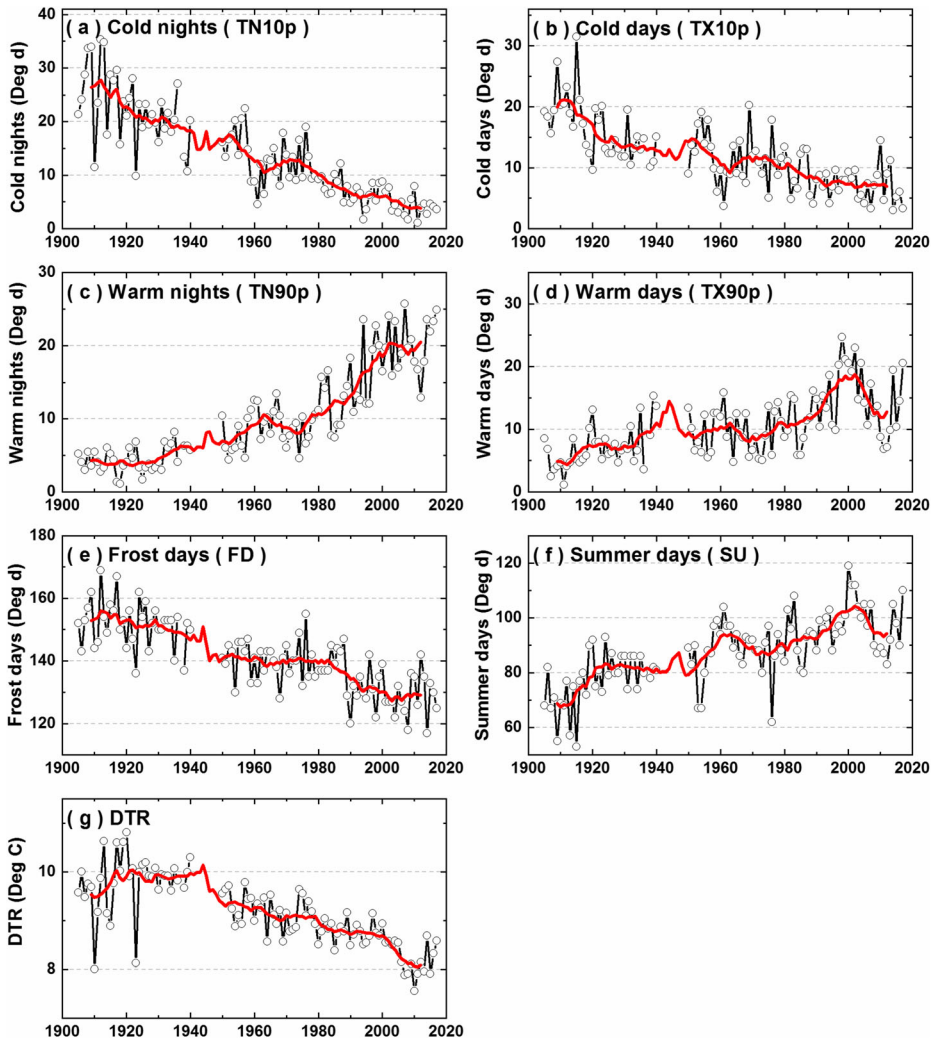 ( a ) Cold nights ( TN10p )
Cold nights (Deg d)
40
30
20
10
0
1900 1920 1940 1960 1980 2000 2020
( b ) Cold days ( TX10p )
Cold days (Deg d)
30
20
10
0
1900 1920 1940 1960 1980 2000 2020
( c ) Warm nights ( TN90p )
Warm nights (Deg d)
30
20
10
0
1900 1920 1940 1960 1980 2000 2020
( d ) Warm days ( TX90p )
Warm days (Deg d)
30
20
10
0
1900 1920 1940 1960 1980 2000 2020
( e ) Frost days ( FD )
Frost days (Deg d)
180
160
140
120
1900 1920 1940 1960 1980 2000 2020
( f ) Summer days ( SU )
Summer days (Deg d)
120
100
80
60
1900 1920 1940 1960 1980 2000 2020
( g ) DTR
DTR (Deg C)
10
8
1900 1920 1940 1960 1980 2000 2020